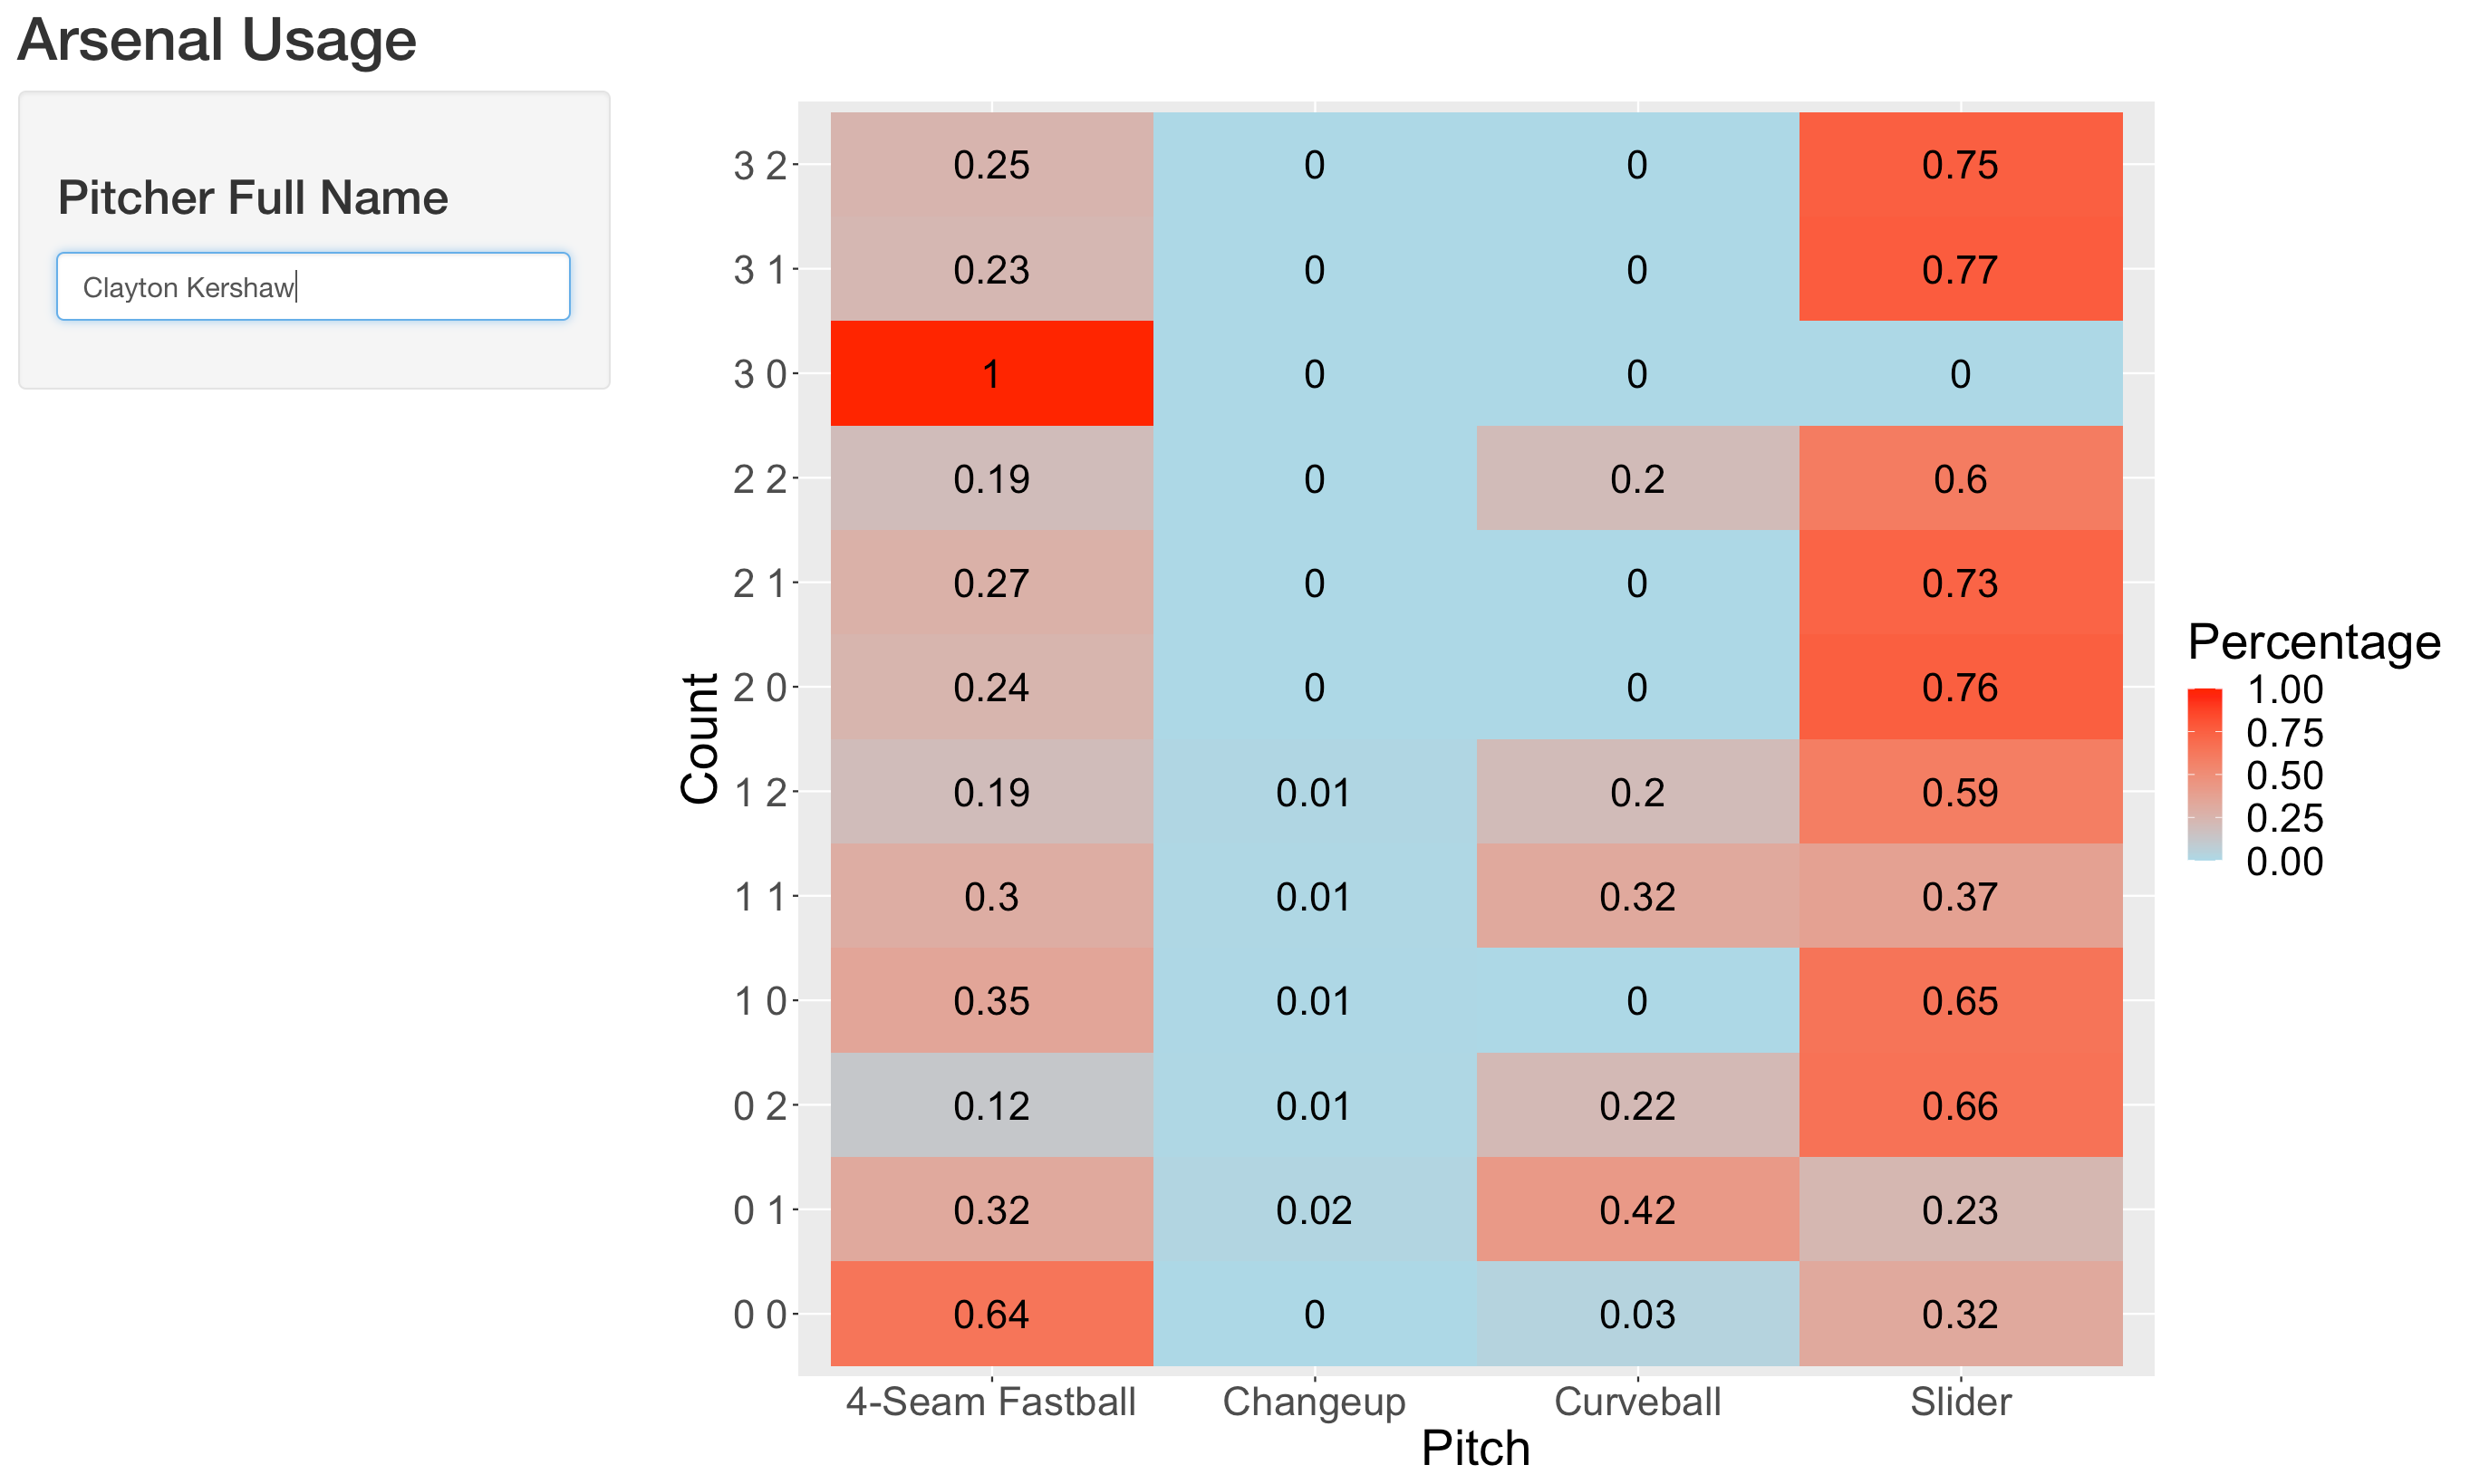 Arsenal Usage
Pitcher Full Name
Clayton Kershaw
Count
3 2 0.25 0 0 0.75
3 1 0.23 0 0 0.77
3 0 1 0 0 0
2 2 0.19 0 0.2 0.6
2 1 0.27 0 0 0.73
2 0 0.24 0 0 0.76
1 2 0.19 0.01 0.2 0.59
1 1 0.3 0.01 0.32 0.37
1 0 0.35 0.01 0 0.65
0 2 0.12 0.01 0.22 0.66
0 1 0.32 0.02 0.42 0.23
0 0 0.64 0 0.03 0.32
4-Seam Fastball Changeup Curveball Slider
Pitch
Percentage
1.00
0.75
0.50
0.25
0.00